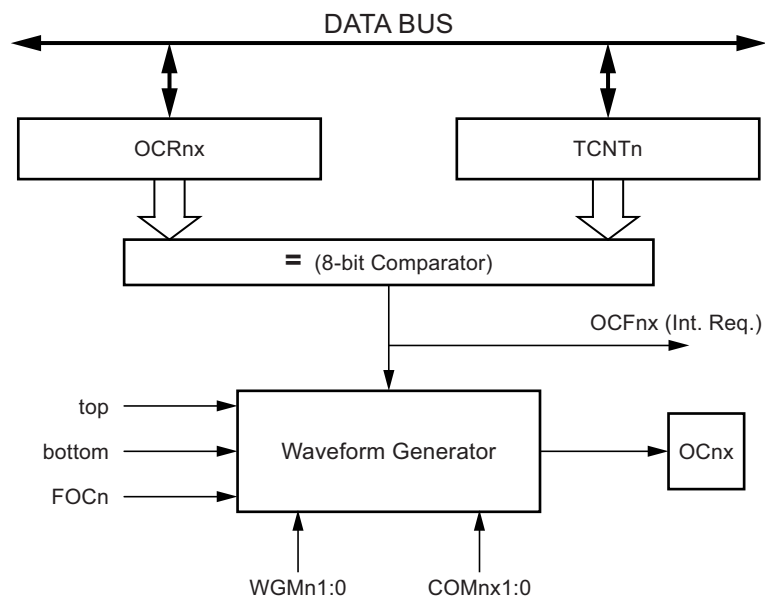 DATA BUS
OCRnx
TCNTn
= (8-bit Comparator)
OCFnx (Int. Req.)
top
bottom
FOCn
Waveform Generator
OCnx
WGMn1:0
COMnx1:0